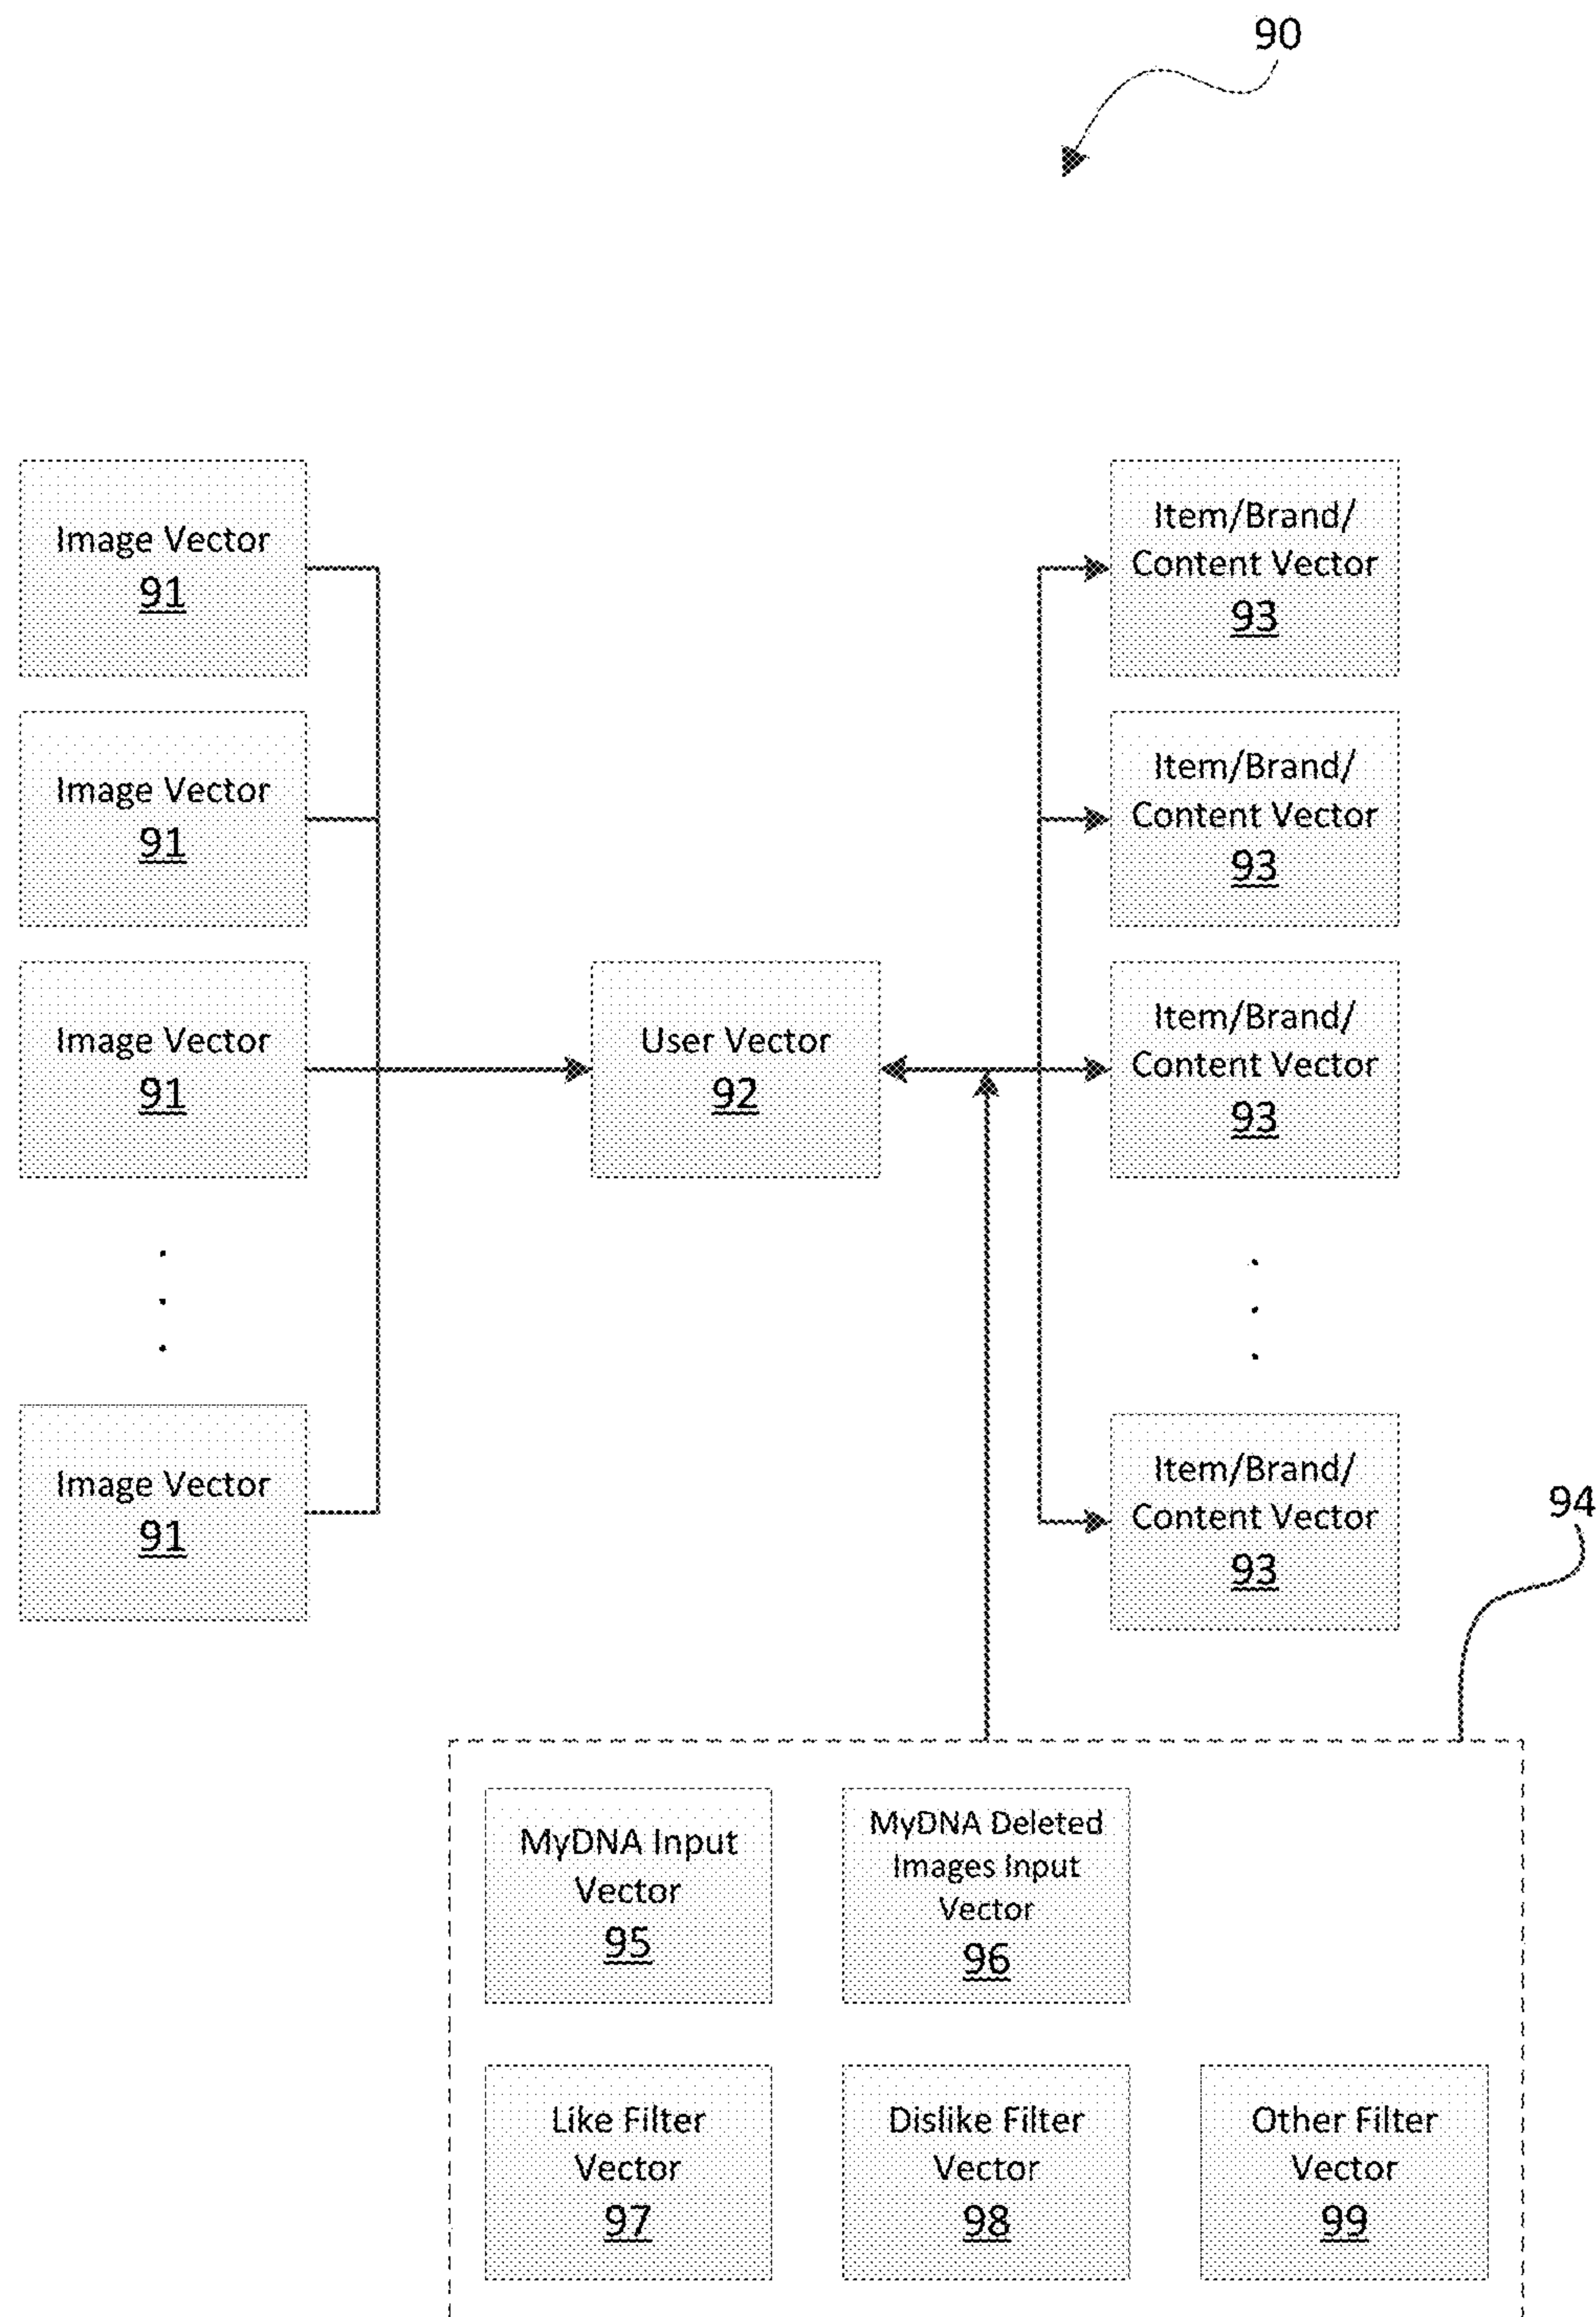 90
Image Vector
91
Item/Brand/
Content Vector
93
Image Vector
91
Item/Brand/
Content Vector
93
Image Vector
91
User Vector
92
Item/Brand/
Content Vector
93
Image Vector
91
Item/Brand/
Content Vector
93
94
MyDNA Input
Vector
95
MyDNA Deleted
Images Input
Vector
96
Like Filter
Vector
97
Dislike Filter
Vector
98
Other Filter
Vector
99